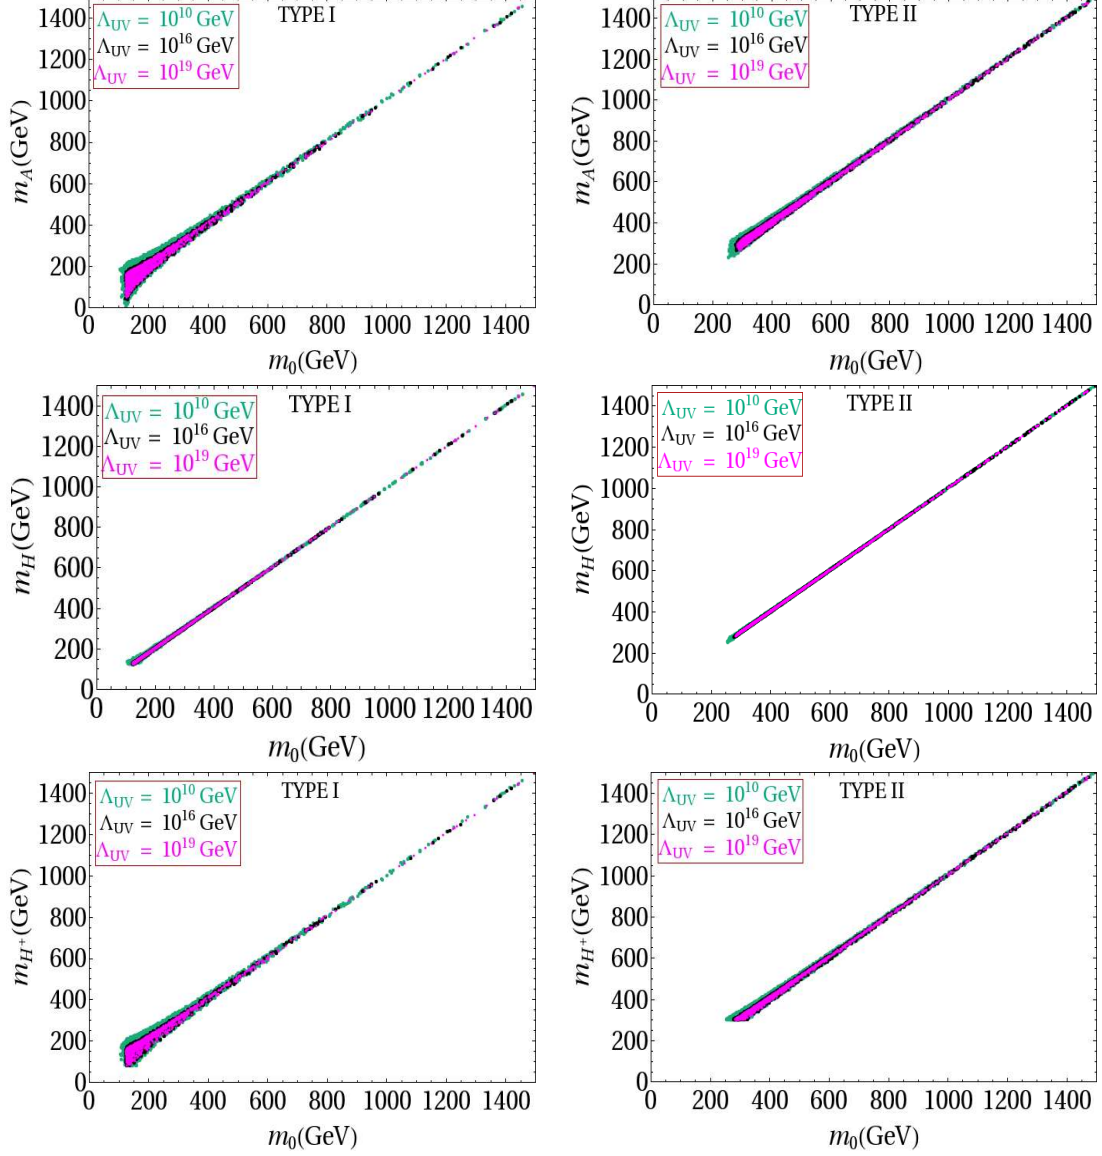 TYPE I
Λ_UV = 10^10 GeV
Λ_UV = 10^16 GeV
Λ_UV = 10^19 GeV
m_A(GeV)
1400
1200
1000
800
600
400
200
0
0 200 400 600 800 1000 1200 1400
m_0(GeV)
TYPE II
Λ_UV = 10^10 GeV
Λ_UV = 10^16 GeV
Λ_UV = 10^19 GeV
m_A(GeV)
1400
1200
1000
800
600
400
200
0
0 200 400 600 800 1000 1200 1400
m_0(GeV)
TYPE I
Λ_UV = 10^10 GeV
Λ_UV = 10^16 GeV
Λ_UV = 10^19 GeV
m_H(GeV)
1400
1200
1000
800
600
400
200
0
0 200 400 600 800 1000 1200 1400
m_0(GeV)
TYPE II
Λ_UV = 10^10 GeV
Λ_UV = 10^16 GeV
Λ_UV = 10^19 GeV
m_H(GeV)
1400
1200
1000
800
600
400
200
0
0 200 400 600 800 1000 1200 1400
m_0(GeV)
TYPE I
Λ_UV = 10^10 GeV
Λ_UV = 10^16 GeV
Λ_UV = 10^19 GeV
m_H^+(GeV)
1400
1200
1000
800
600
400
200
0
0 200 400 600 800 1000 1200 1400
m_0(GeV)
TYPE II
Λ_UV = 10^10 GeV
Λ_UV = 10^16 GeV
Λ_UV = 10^19 GeV
m_H^+(GeV)
1400
1200
1000
800
600
400
200
0
0 200 400 600 800 1000 1200 1400
m_0(GeV)